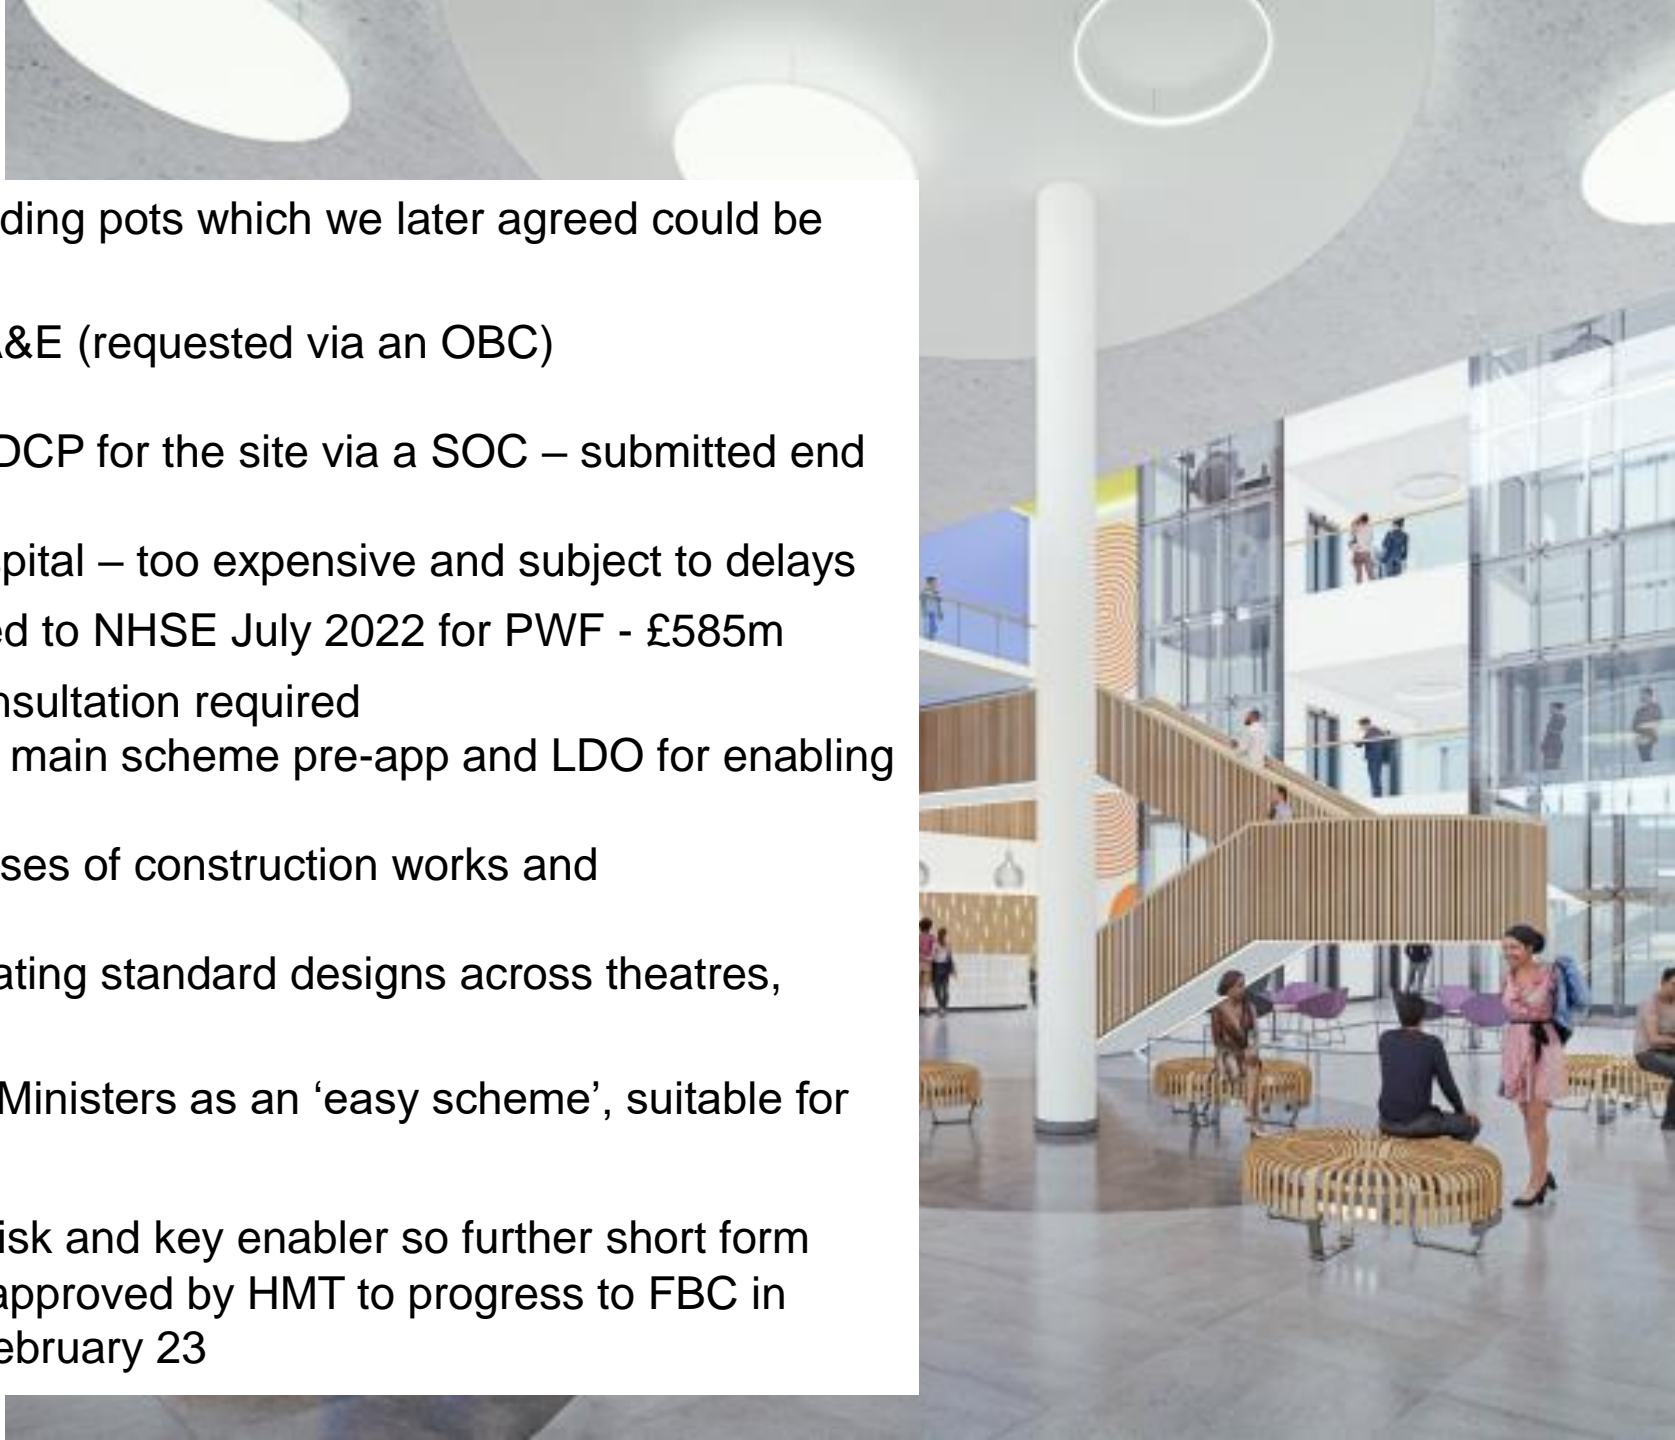 ding pots which we later agreed could be
&E (requested via an OBC)
DCP for the site via a SOC – submitted end
spital – too expensive and subject to delays
ed to NHSE July 2022 for PWF - £585m
nsultation required
main scheme pre-app and LDO for enabling
ses of construction works and
ating standard designs across theatres,
Ministers as an ‘easy scheme’, suitable for
isk and key enabler so further short form
approved by HMT to progress to FBC in
ebruary 23